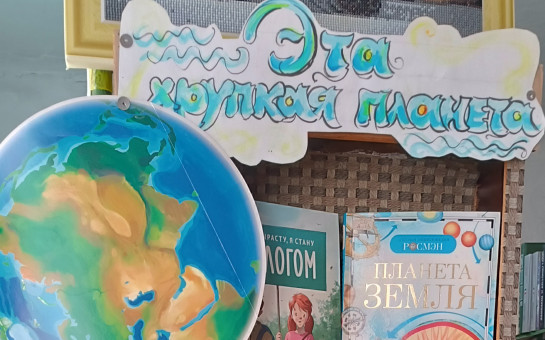 Эта
хрупкая планета
РАСТУ, Я СТАНУ
ЛОГОМ
РОСМЭН
ПЛАНЕТА
ЗЕМЛЯ